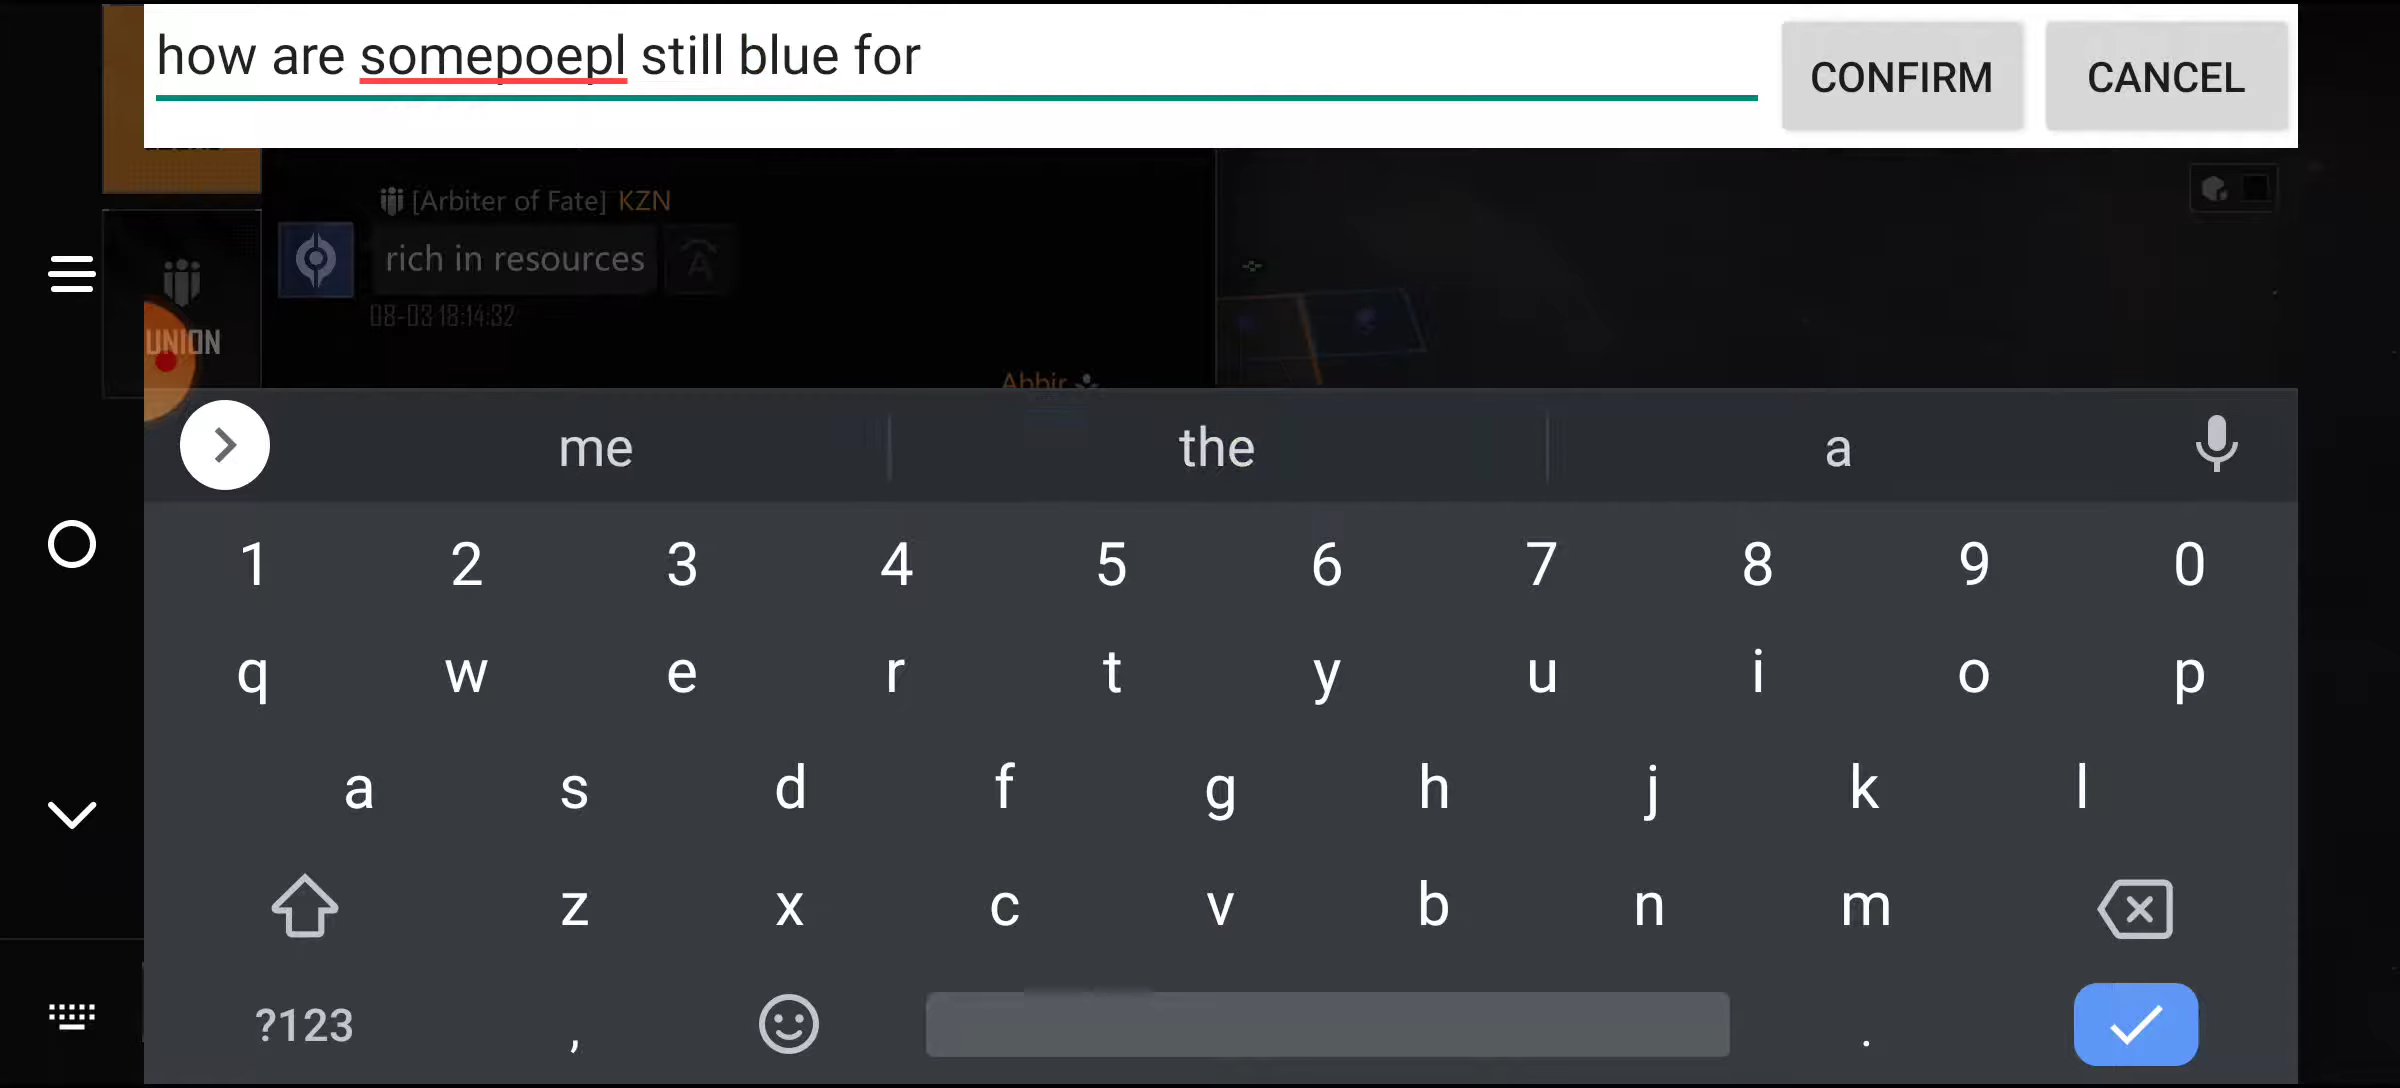 how are somepoepl still blue for
CONFIRM
CANCEL
[Arbiter of Fate] KZN
rich in resources
08-03 18:14:32
UNION
Abbir
me
the
a
1 2 3 4 5 6 7 8 9 0
q w e r t y u i o p
a s d f g h j k l
z x c v b n m
?123 , .